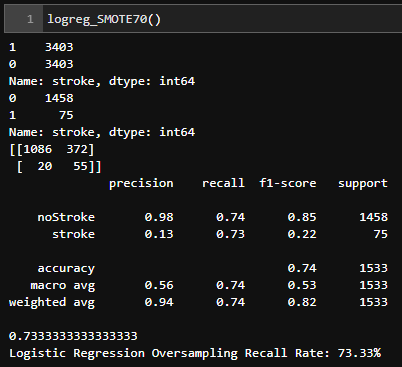 1 logreg_SMOTE70()
1    3403
0    3403
Name: stroke, dtype: int64
0    1458
1      75
Name: stroke, dtype: int64
[[1086  372]
 [  20   55]]
              precision    recall  f1-score   support

    noStroke       0.98      0.74      0.85      1458
      stroke       0.13      0.73      0.22        75

    accuracy                           0.74      1533
   macro avg       0.56      0.74      0.53      1533
weighted avg       0.94      0.74      0.82      1533

0.7333333333333333
Logistic Regression Oversampling Recall Rate: 73.33%